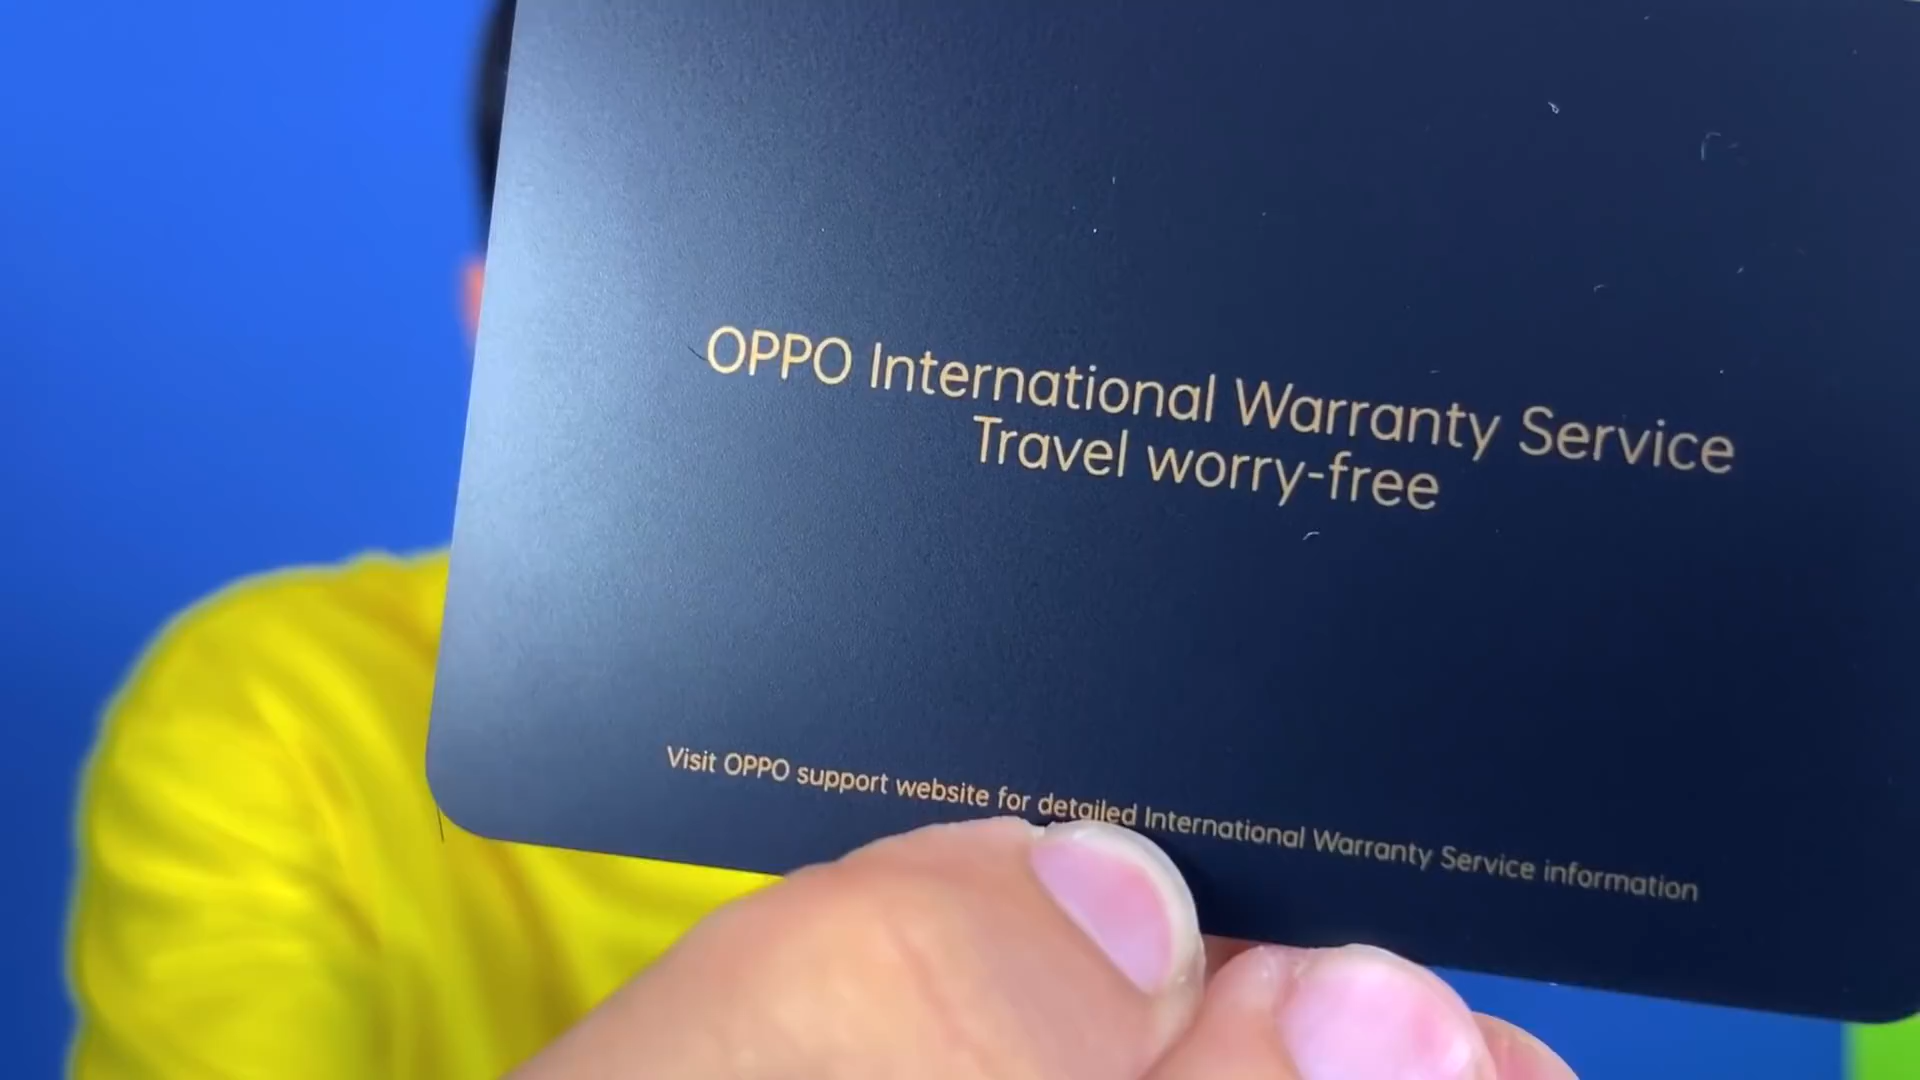 OPPO International Warranty Service
Travel worry-free
Visit OPPO support website for detailed International Warranty Service information